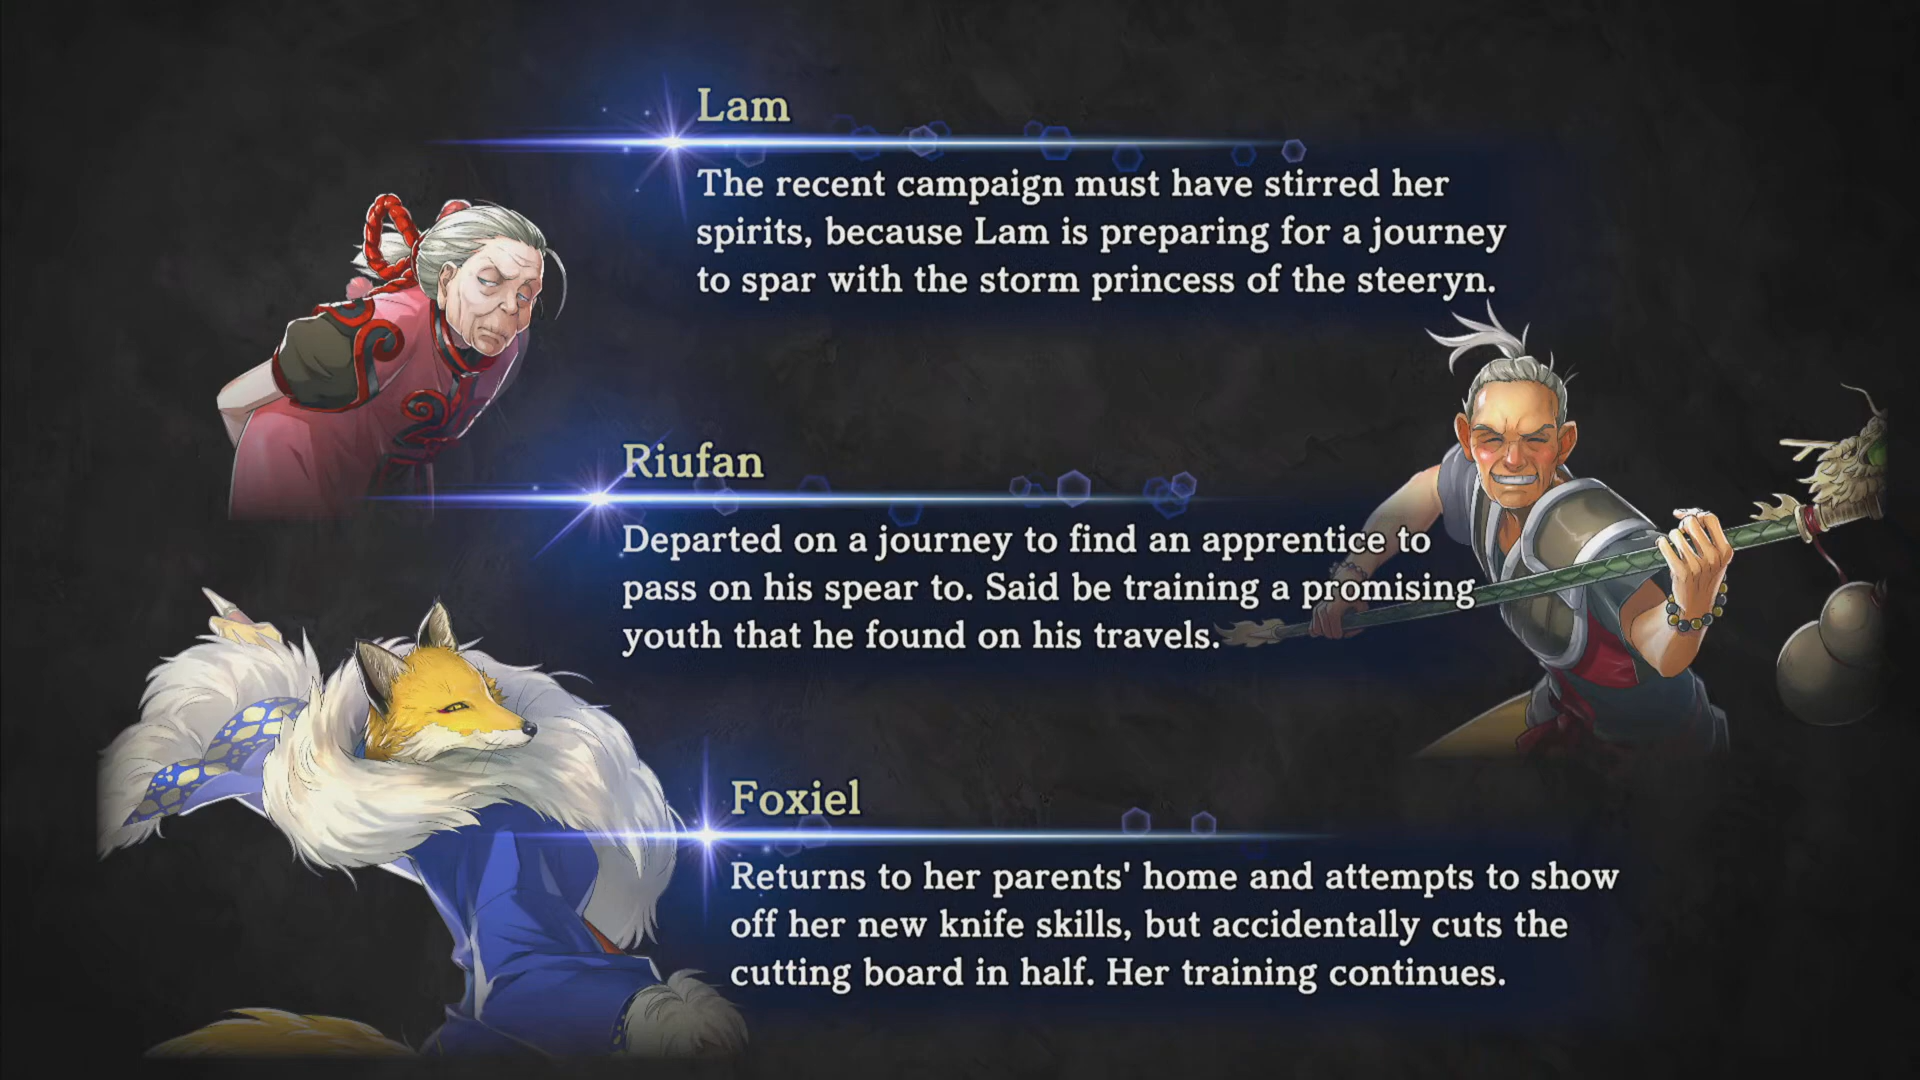 Lam
The recent campaign must have stirred her
spirits, because Lam is preparing for a journey
to spar with the storm princess of the steeryn.
Riufan
Departed on a journey to find an apprentice to
pass on his spear to. Said be training a promising
youth that he found on his travels.
Foxiel
Returns to her parents' home and attempts to show
off her new knife skills, but accidentally cuts the
cutting board in half. Her training continues.